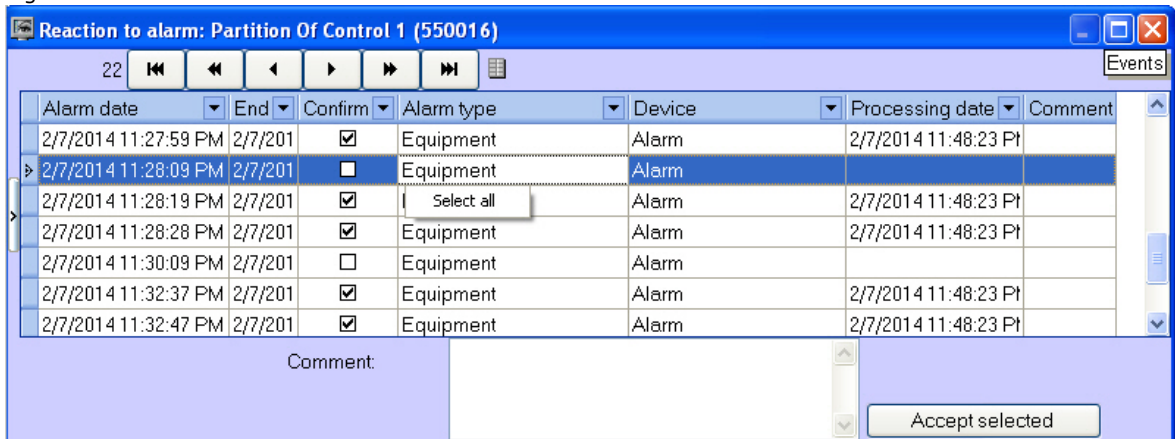 Reaction to alarm: Partition Of Control 1 (550016)
22
Events
Alarm date End Confirm Alarm type Device Processing date Comment
2/7/2014 11:27:59 PM 2/7/201 Equipment Alarm 2/7/2014 11:48:23 PM
2/7/2014 11:28:09 PM 2/7/201 Equipment Alarm
2/7/2014 11:28:19 PM 2/7/201 Select all Alarm 2/7/2014 11:48:23 PM
2/7/2014 11:28:28 PM 2/7/201 Equipment Alarm 2/7/2014 11:48:23 PM
2/7/2014 11:30:09 PM 2/7/201 Equipment Alarm
2/7/2014 11:32:37 PM 2/7/201 Equipment Alarm 2/7/2014 11:48:23 PM
2/7/2014 11:32:47 PM 2/7/201 Equipment Alarm 2/7/2014 11:48:23 PM
Comment:
Accept selected